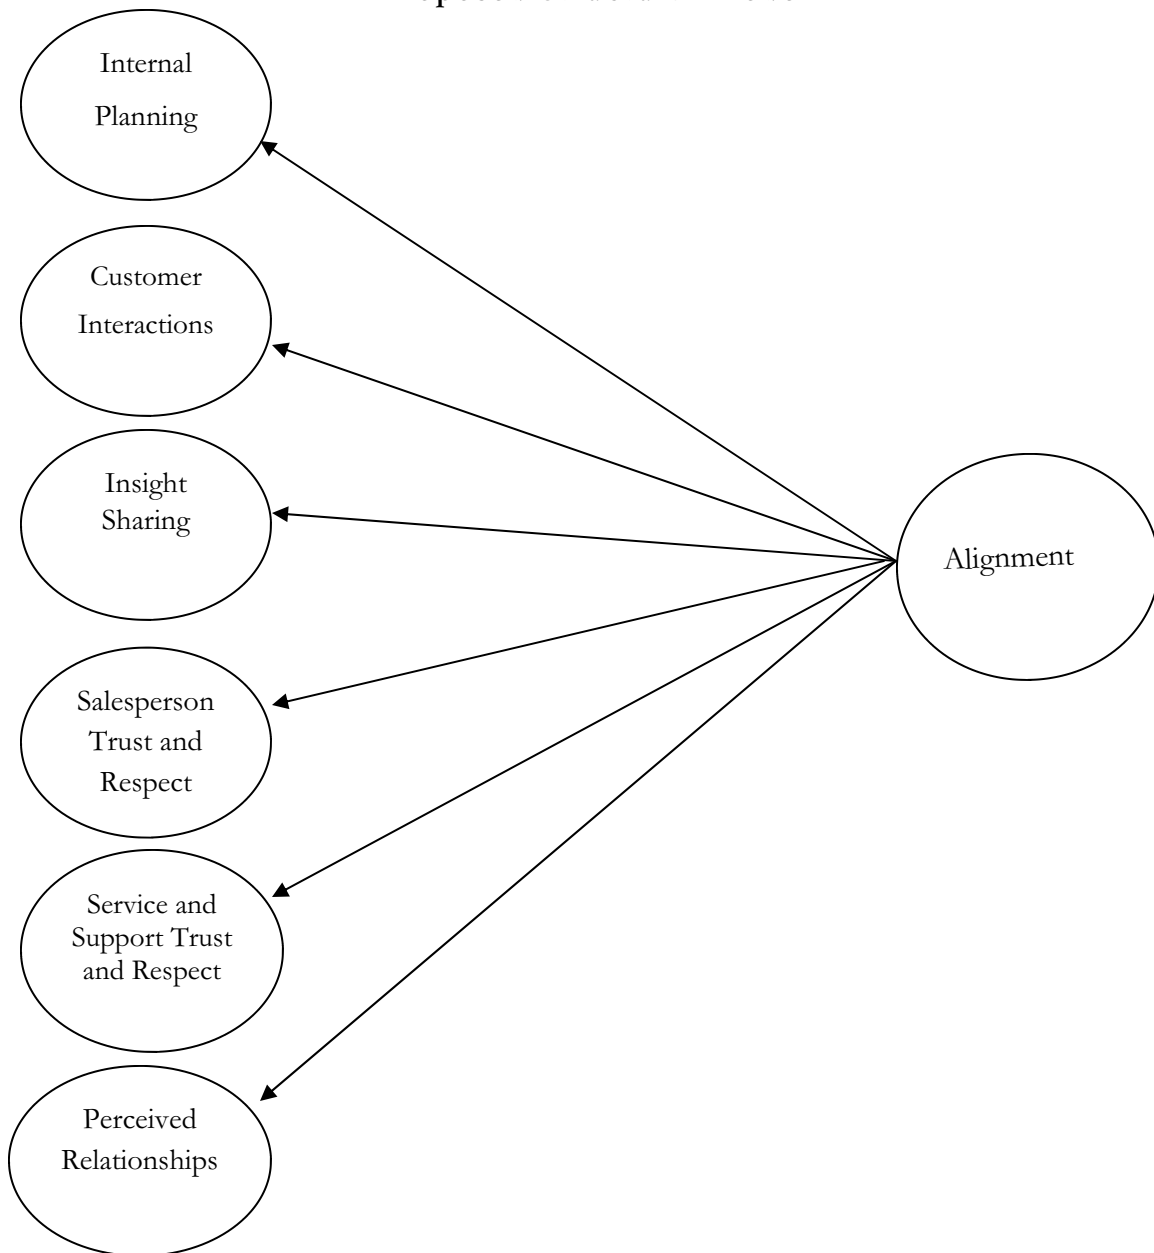 Internal
Planning
Customer
Interactions
Insight
Sharing
Alignment
Salesperson
Trust and
Respect
Service and
Support Trust
and Respect
Perceived
Relationships